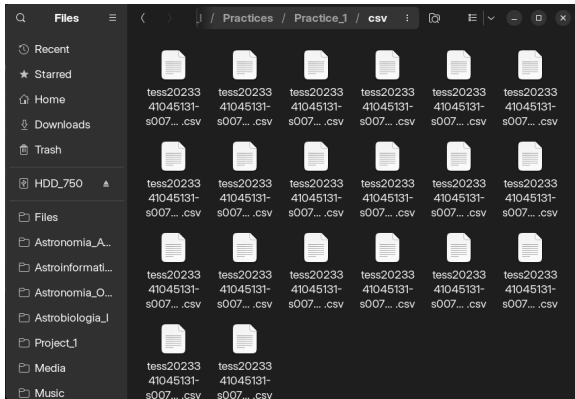 Files
/ Practices / Practice_1 / csv
Recent
Starred
Home
Downloads
Trash
HDD_750
Files
Astronomia_A...
Astroinformati...
Astronomia_O...
Astrobiologia_I
Project_1
Media
Music
tess20233 tess20233 tess20233 tess20233 tess20233 tess20233
41045131- 41045131- 41045131- 41045131- 41045131- 41045131-
s007... .csv s007... .csv s007... .csv s007... .csv s007... .csv s007... .csv
tess20233 tess20233 tess20233 tess20233 tess20233 tess20233
41045131- 41045131- 41045131- 41045131- 41045131- 41045131-
s007... .csv s007... .csv s007... .csv s007... .csv s007... .csv s007... .csv
tess20233 tess20233 tess20233 tess20233 tess20233 tess20233
41045131- 41045131- 41045131- 41045131- 41045131- 41045131-
s007... .csv s007... .csv s007... .csv s007... .csv s007... .csv s007... .csv
tess20233 tess20233
41045131- 41045131-
s007... .csv s007... .csv